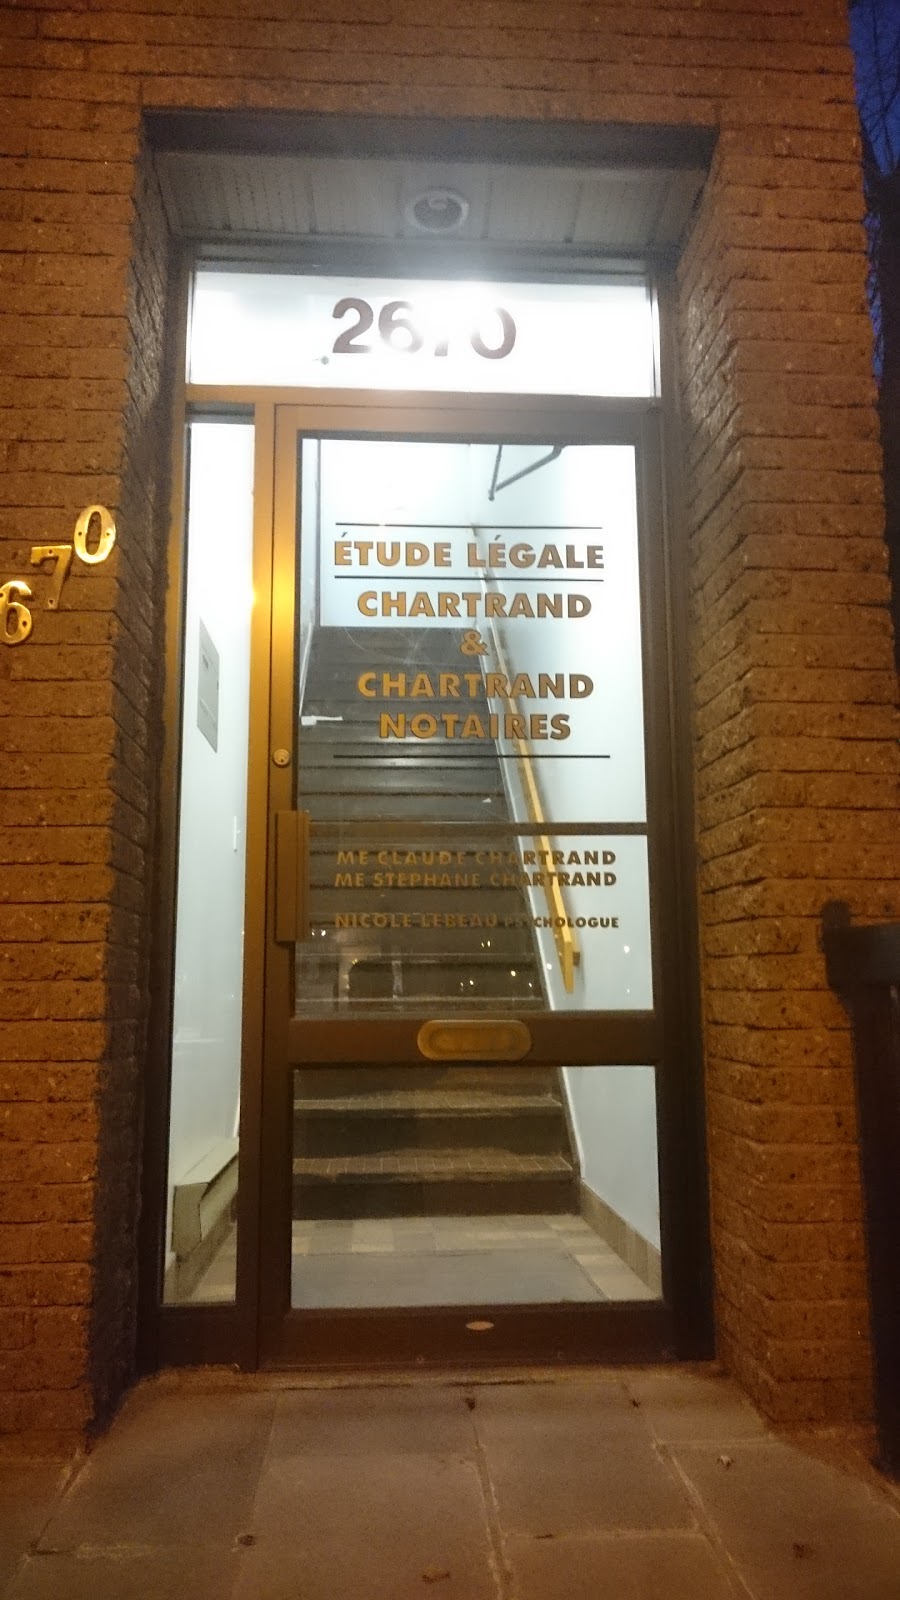 2670
670
ÉTUDE LÉGALE
CHARTRAND
&
CHARTRAND
NOTAIRES
ME CLAUDE CHARTRAND
ME STEPHANE CHARTRAND
NICOLE LEBEAU PSYCHOLOGUE